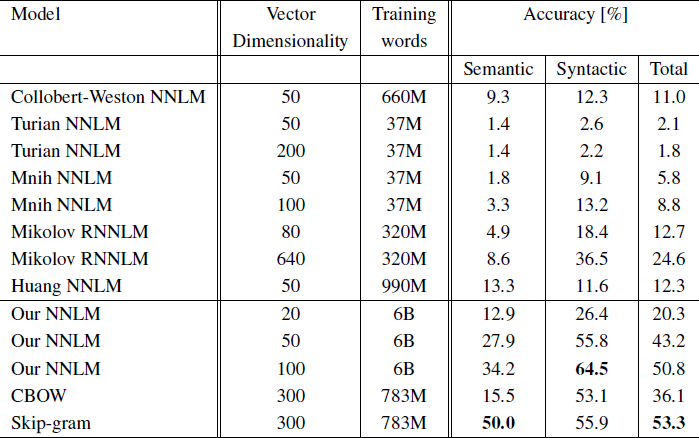 Model Vector Training Accuracy [%]
Dimensionality words
Semantic Syntactic Total
Collobert-Weston NNLM 50 660M 9.3 12.3 11.0
Turian NNLM 50 37M 1.4 2.6 2.1
Turian NNLM 200 37M 1.4 2.2 1.8
Mnih NNLM 50 37M 1.8 9.1 5.8
Mnih NNLM 100 37M 3.3 13.2 8.8
Mikolov RNNLM 80 320M 4.9 18.4 12.7
Mikolov RNNLM 640 320M 8.6 36.5 24.6
Huang NNLM 50 990M 13.3 11.6 12.3
Our NNLM 20 6B 12.9 26.4 20.3
Our NNLM 50 6B 27.9 55.8 43.2
Our NNLM 100 6B 34.2 64.5 50.8
CBOW 300 783M 15.5 53.1 36.1
Skip-gram 300 783M 50.0 55.9 53.3